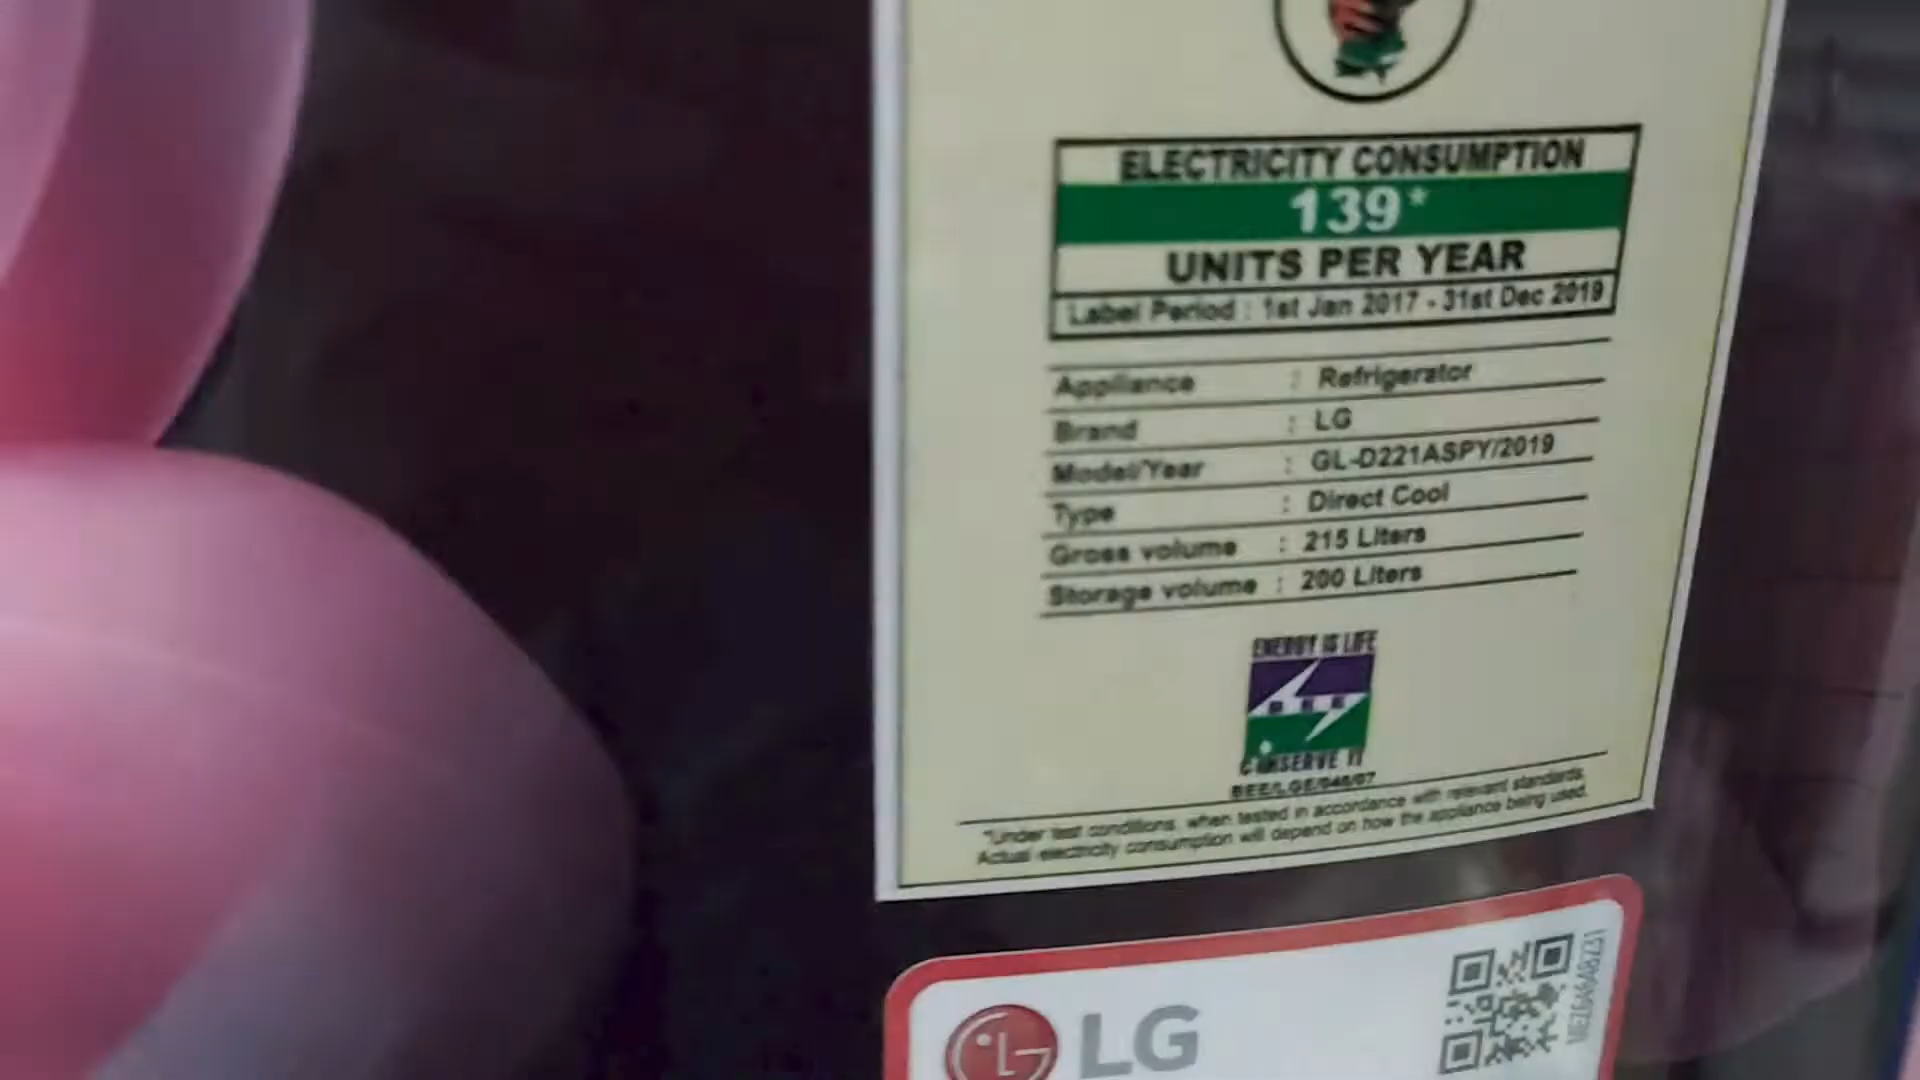 ELECTRICITY CONSUMPTION
139*
UNITS PER YEAR
Label Period : 1st Jan 2017 - 31st Dec 2019
Appliance : Refrigerator
Brand : LG
Model/Year : GL-D221ASPY/2019
Type : Direct Cool
Gross volume : 215 Liters
Storage volume : 200 Liters
ENERGY IS LIFE
BEE
CONSERVE IT
*Under test conditions, when tested in accordance with relevant standards.
Actual electricity consumption will depend on how the appliance being used.
LG